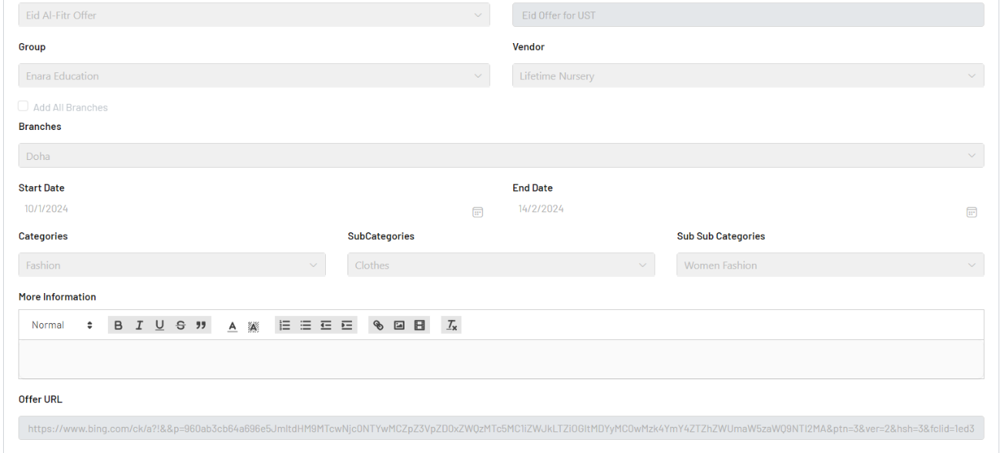 Eid Al-Fitr Offer
Eid Offer for UST
Group
Vendor
Enara Education
Lifetime Nursery
Add All Branches
Branches
Doha
Start Date
End Date
10/1/2024
14/2/2024
Categories
SubCategories
Sub Sub Categories
Fashion
Clothes
Women Fashion
More Information
Normal
Offer URL
https://www.bing.com/ck/a?!&&p=960ab3cb64a696e5JmltdHM9MTcwNjc0NTYwMCZpZ3VpZD0xZWQzMTc5MC1iZWJkLTZiOGItMDYyMC0wMzk4YmY4ZTZhZWUmaW5zaWQ9NTI2MA&ptn=3&ver=2&hsh=3&fclid=1ed3